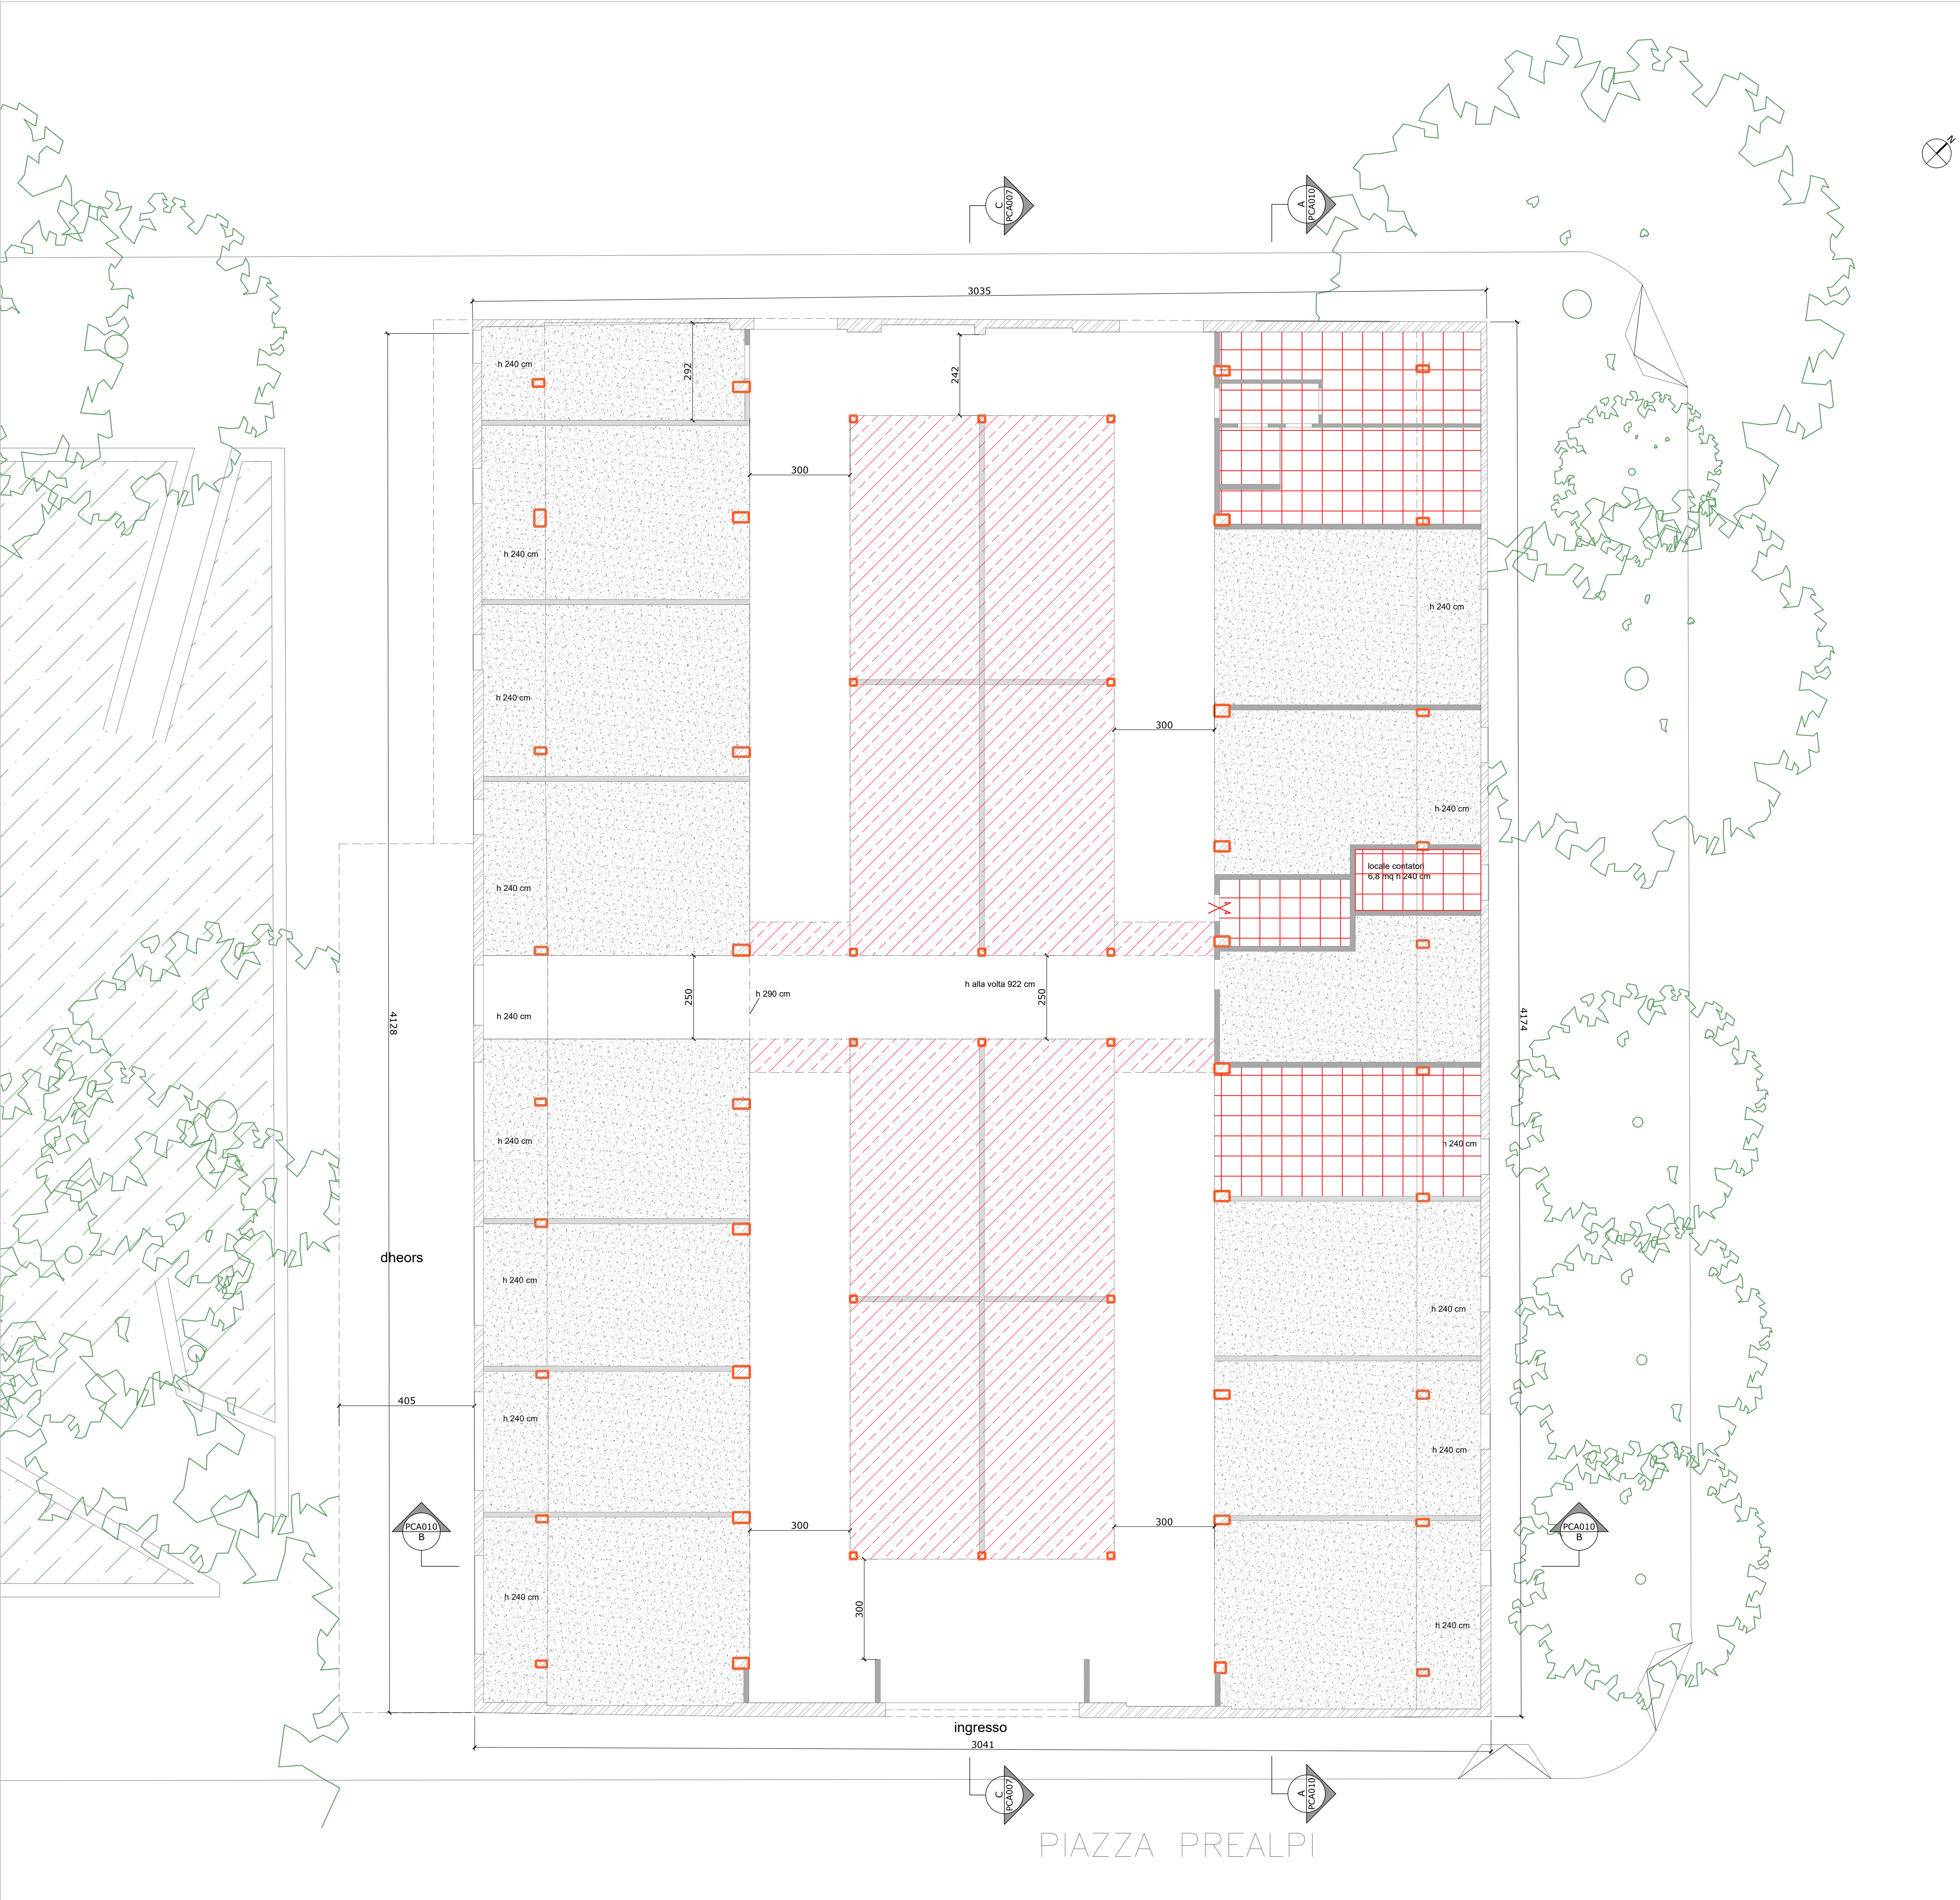 N
C
PCA007
A
PCA010
3035
h 240 cm
292
242
300
h 240 cm
h 240 cm
h 240 cm
300
h 240 cm
locale contatori
6,8 mq h 240 cm
h 240 cm
h alla volta 922 cm
h 290 cm
250
250
h 240 cm
4128
4174
h 240 cm
h 240 cm
dheors
h 240 cm
h 240 cm
405
h 240 cm
h 240 cm
PCA010
B
300
300
PCA010
B
h 240 cm
300
h 240 cm
ingresso
3041
C
PCA007
A
PCA010
PIAZZA PREALPI